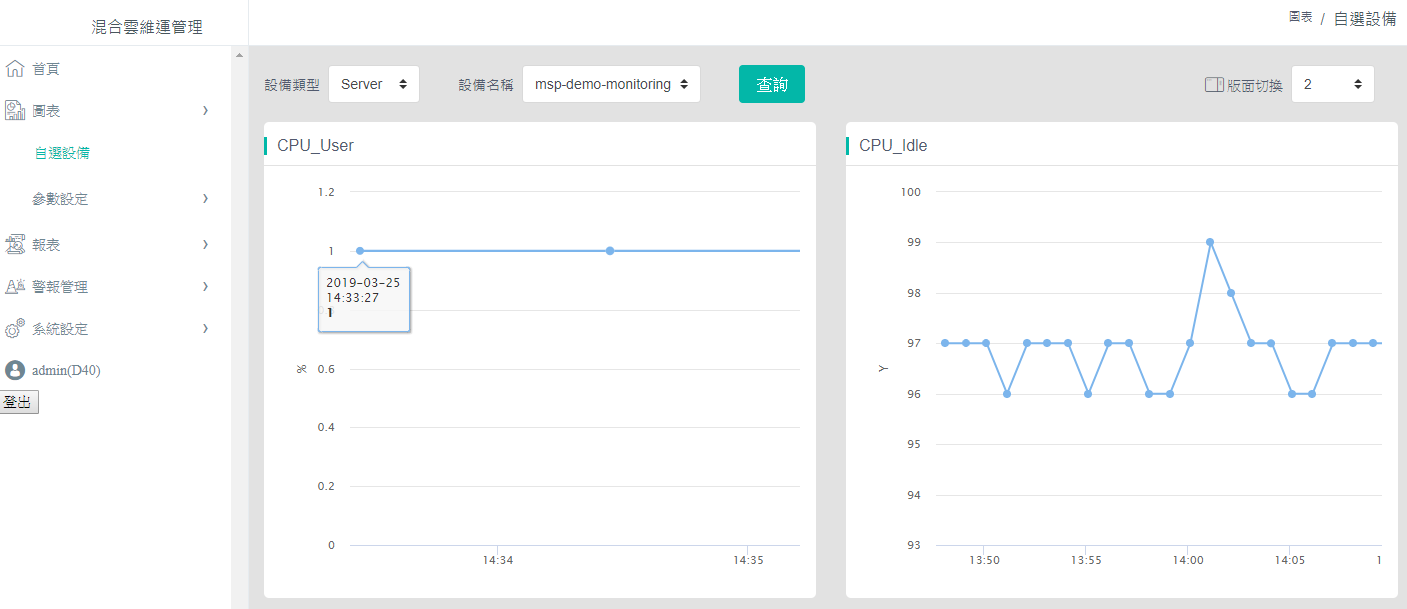 混合雲維運管理
圖表 / 自選設備
首頁
圖表
自選設備
參數設定
報表
警報管理
系統設定
admin(D40)
登出
設備類型 Server
設備名稱 msp-demo-monitoring
查詢
版面切換 2
CPU_User
1.2
1
0.6
0.4
0.2
0
%
2019-03-25
14:33:27
1
14:34 14:35
CPU_Idle
100
99
98
97
96
95
94
93
Y
13:50 13:55 14:00 14:05 1